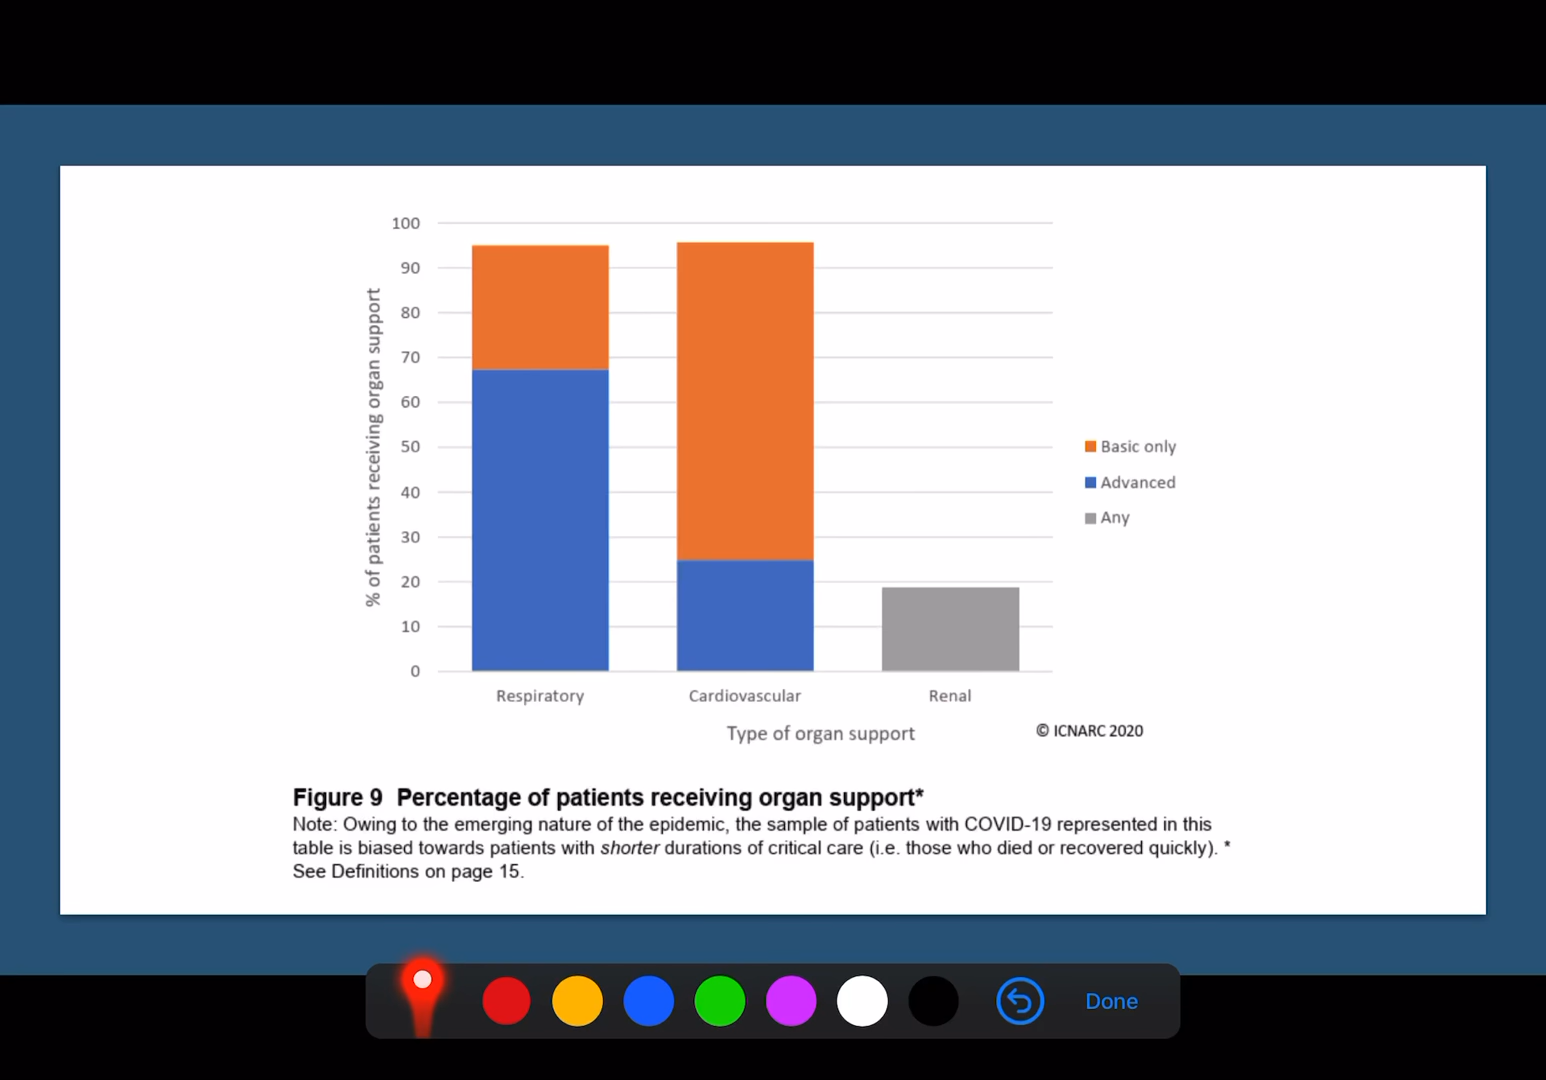 100
90
80
70
60
50
40
30
20
10
0
% of patients receiving organ support
Respiratory
Cardiovascular
Renal
Type of organ support
Basic only
Advanced
Any
© ICNARC 2020
Figure 9 Percentage of patients receiving organ support*
Note: Owing to the emerging nature of the epidemic, the sample of patients with COVID-19 represented in this
table is biased towards patients with shorter durations of critical care (i.e. those who died or recovered quickly). *
See Definitions on page 15.
Done